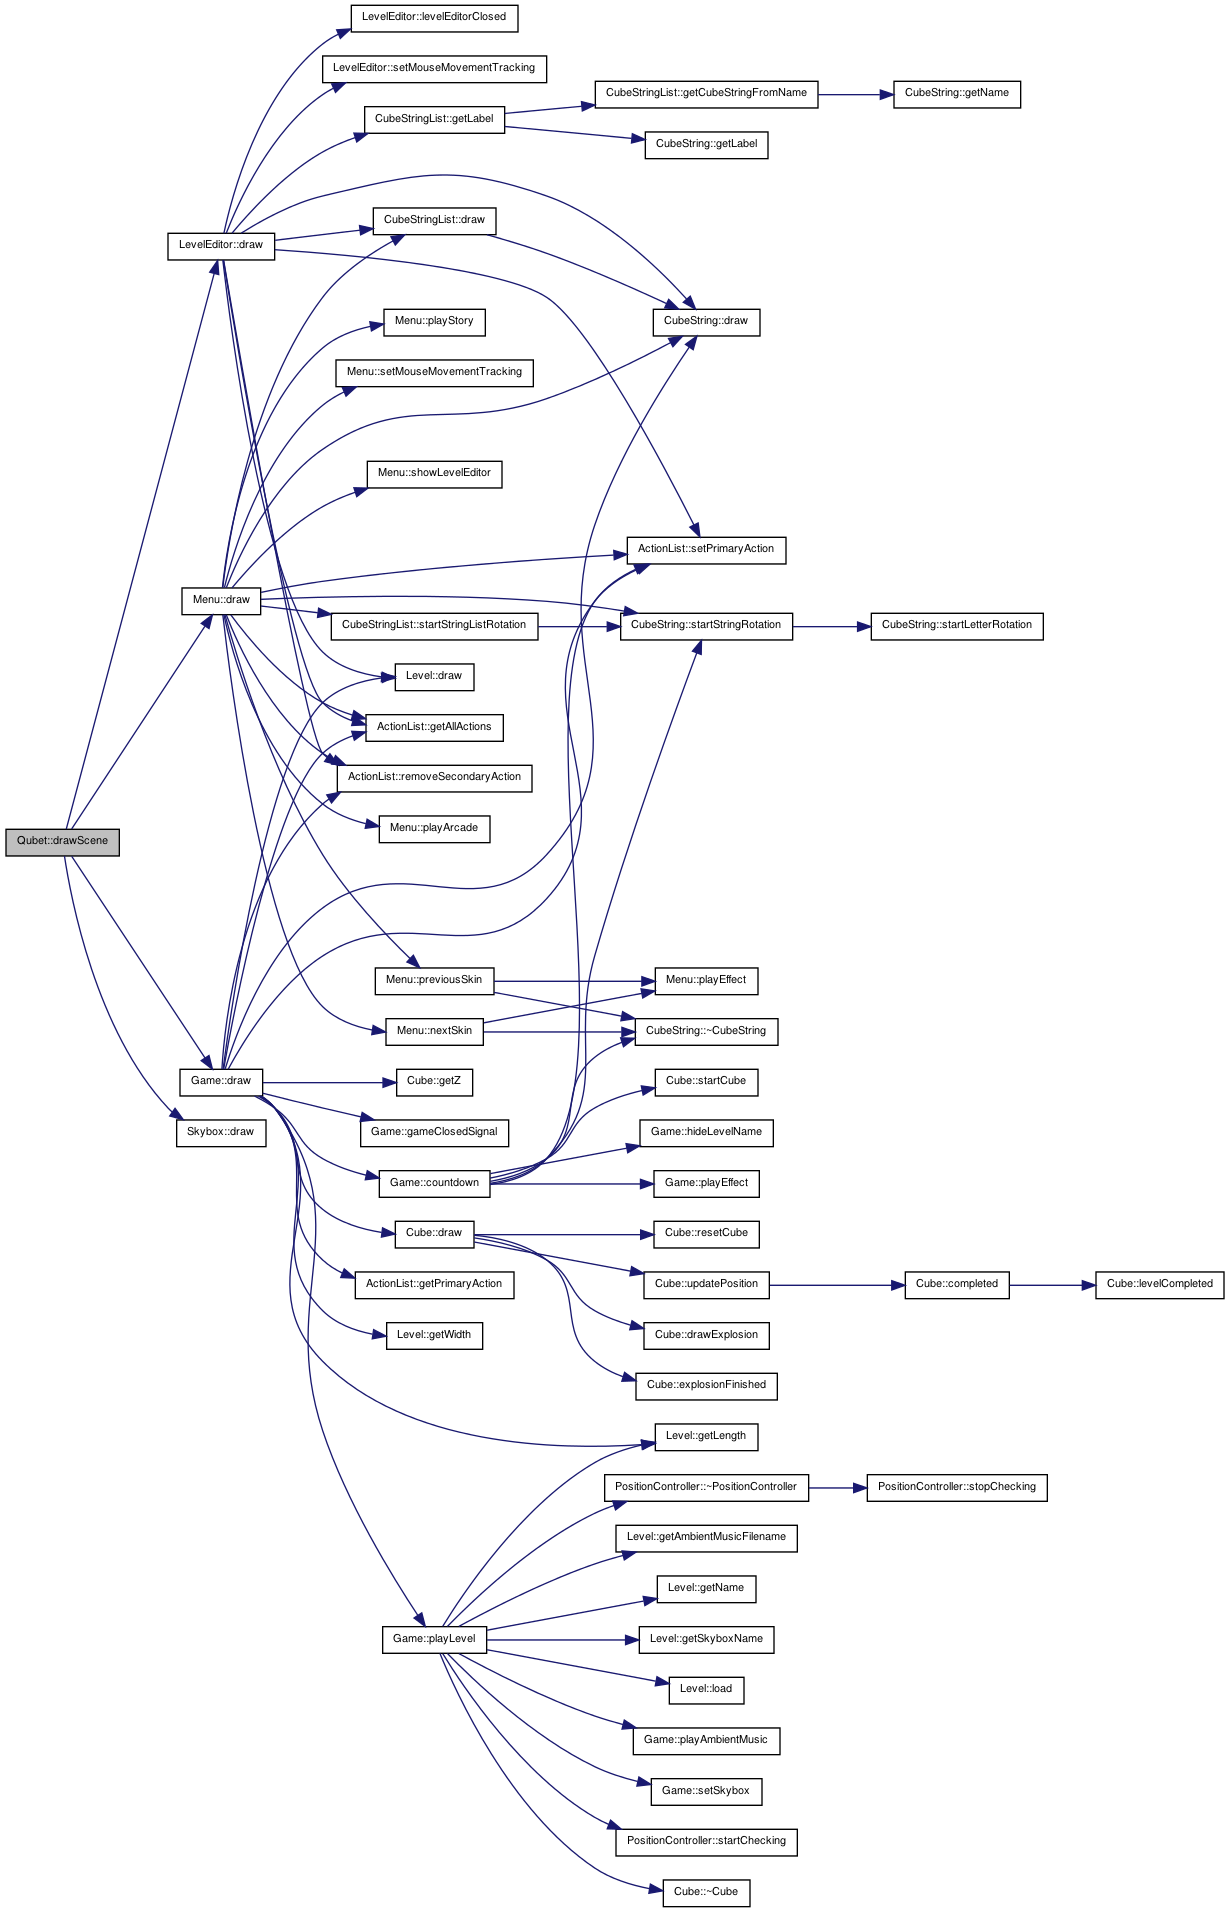 LevelEditor::levelEditorClosed
LevelEditor::setMouseMovementTracking
CubeStringList::getCubeStringFromName
CubeString::getName
CubeStringList::getLabel
CubeString::getLabel
CubeStringList::draw
LevelEditor::draw
Menu::playStory
CubeString::draw
Menu::setMouseMovementTracking
Menu::showLevelEditor
ActionList::setPrimaryAction
Menu::draw
CubeStringList::startStringListRotation
CubeString::startStringRotation
CubeString::startLetterRotation
Level::draw
ActionList::getAllActions
ActionList::removeSecondaryAction
Menu::playArcade
Qubet::drawScene
Menu::previousSkin
Menu::playEffect
Menu::nextSkin
CubeString::~CubeString
Game::draw
Cube::getZ
Cube::startCube
Skybox::draw
Game::gameClosedSignal
Game::hideLevelName
Game::countdown
Game::playEffect
Cube::draw
Cube::resetCube
ActionList::getPrimaryAction
Cube::updatePosition
Cube::completed
Cube::levelCompleted
Level::getWidth
Cube::drawExplosion
Cube::explosionFinished
Level::getLength
PositionController::~PositionController
PositionController::stopChecking
Level::getAmbientMusicFilename
Level::getName
Game::playLevel
Level::getSkyboxName
Level::load
Game::playAmbientMusic
Game::setSkybox
PositionController::startChecking
Cube::~Cube